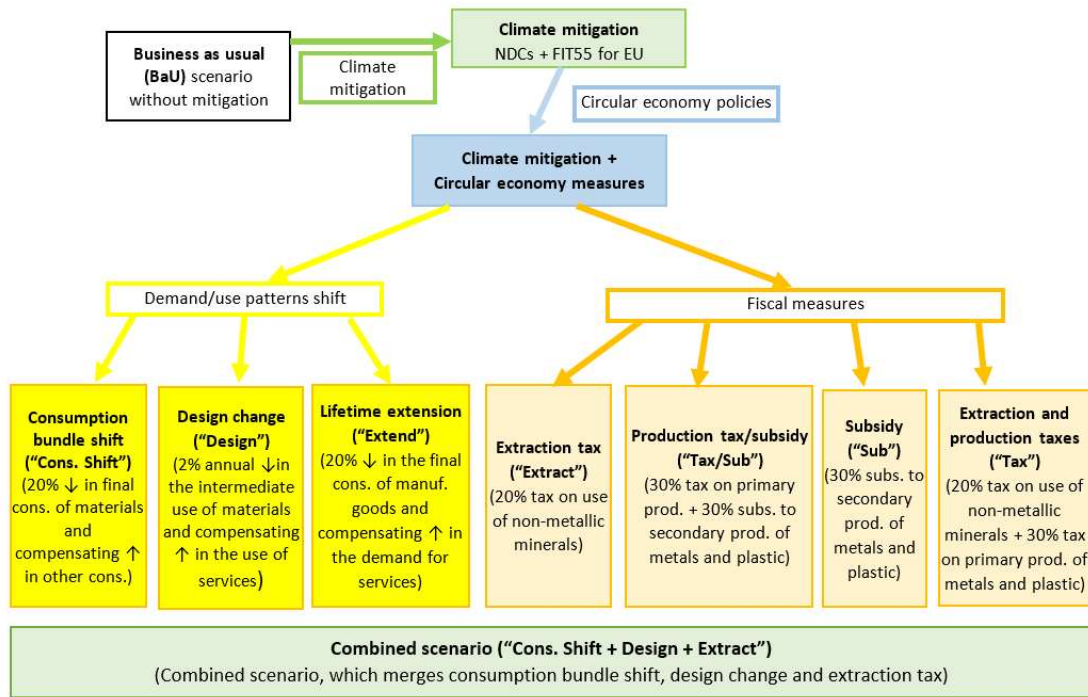 Climate mitigation
NDCs + FIT55 for EU
Business as usual
(BaU) scenario
without mitigation
Climate
mitigation
Circular economy policies
Climate mitigation +
Circular economy measures
Demand/use patterns shift
Fiscal measures
Consumption
bundle shift
(“Cons. Shift”)
(20% ↓ in final
cons. of materials
and
compensating ↑
in other cons.)
Design change
(“Design”)
(2% annual ↓in
the intermediate
use of materials
and compensating
↑ in the use of
services)
Lifetime extension
(“Extend”)
(20% ↓ in the final
cons. of manuf.
goods and
compensating ↑ in
the demand for
services)
Extraction tax
(“Extract”)
(20% tax on use
of non-metallic
minerals)
Production tax/subsidy
(“Tax/Sub”)
(30% tax on primary
prod. + 30% subs. to
secondary prod. of
metals and plastic)
Subsidy
(“Sub”)
(30% subs. to
secondary
prod. of
metals and
plastic)
Extraction and
production taxes
(“Tax”)
(20% tax on use of
non-metallic
minerals + 30% tax
on primary prod. of
metals and plastic)
Combined scenario (“Cons. Shift + Design + Extract”)
(Combined scenario, which merges consumption bundle shift, design change and extraction tax)